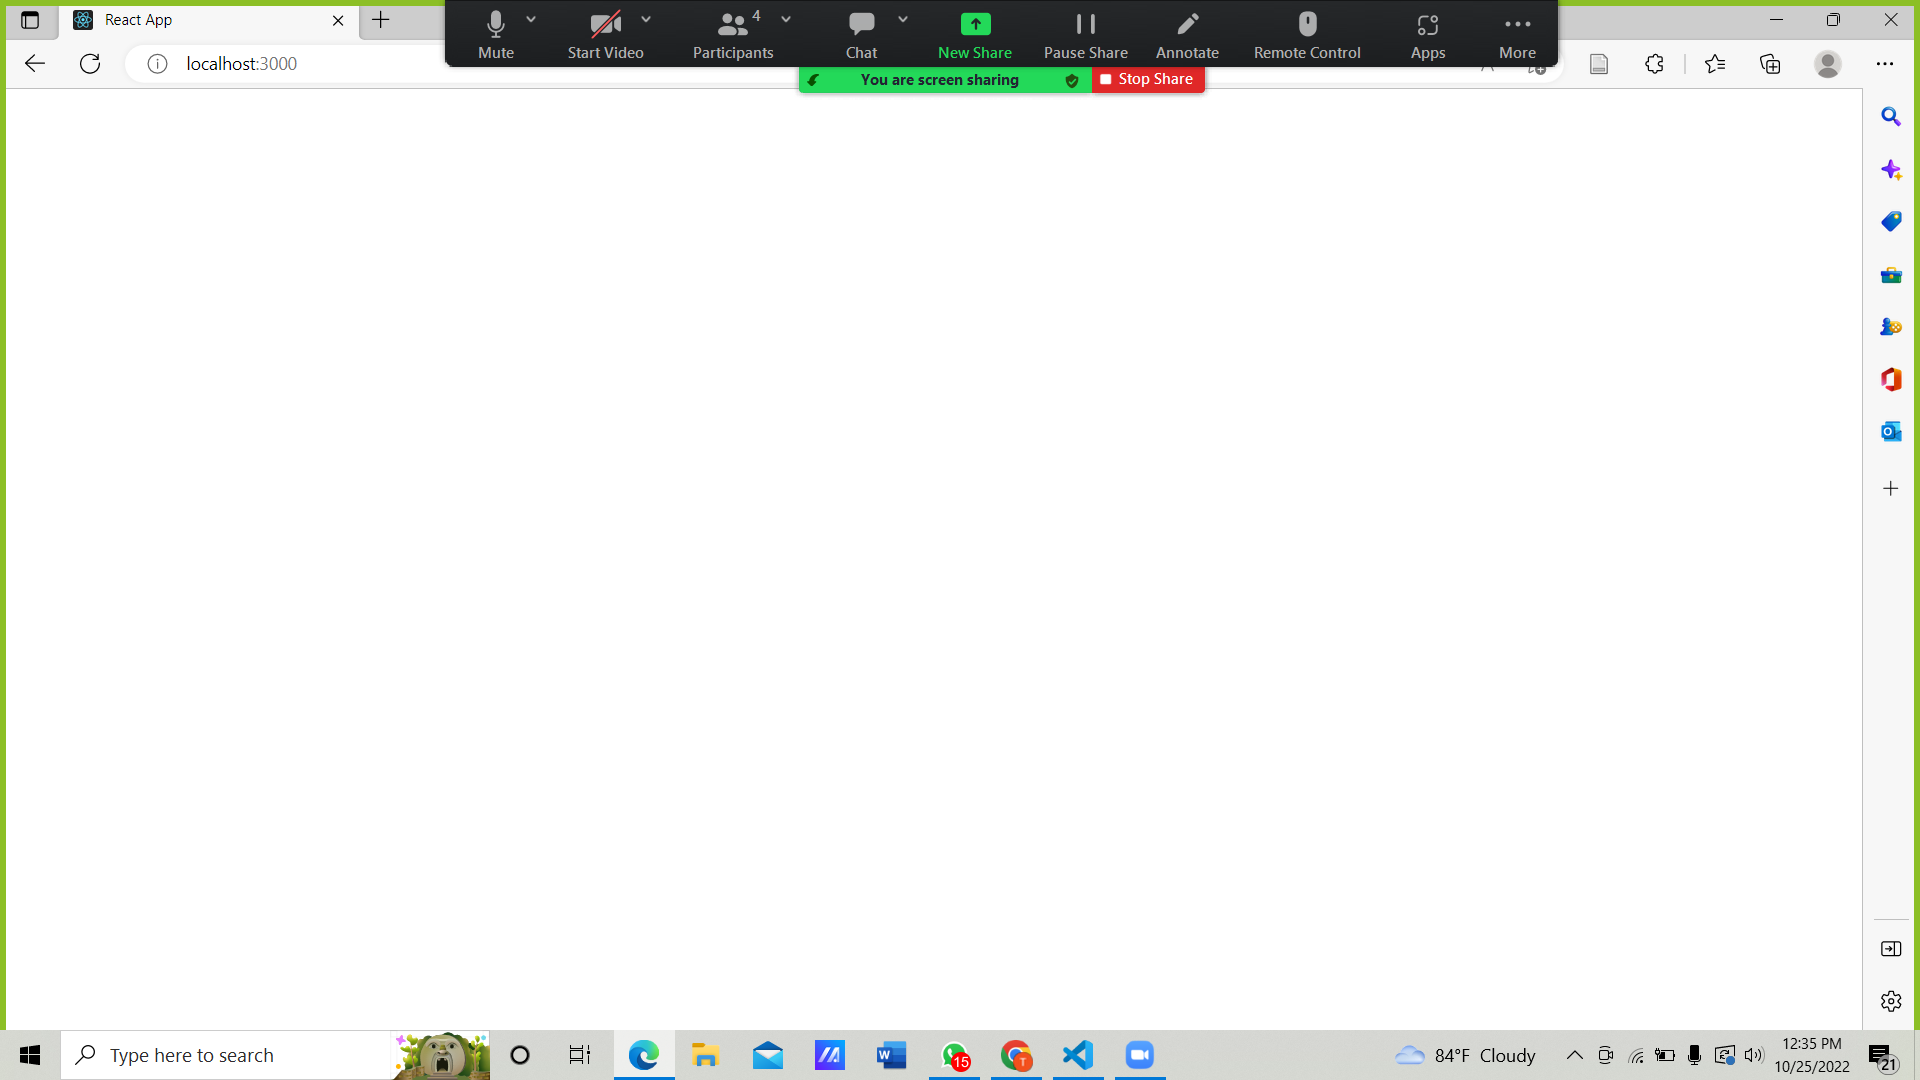 React App
Mute
Start Video
4
Participants
Chat
New Share
Pause Share
Annotate
Remote Control
Apps
More
localhost:3000
You are screen sharing
Stop Share
Type here to search
15
T
84°F Cloudy
12:35 PM
10/25/2022
21